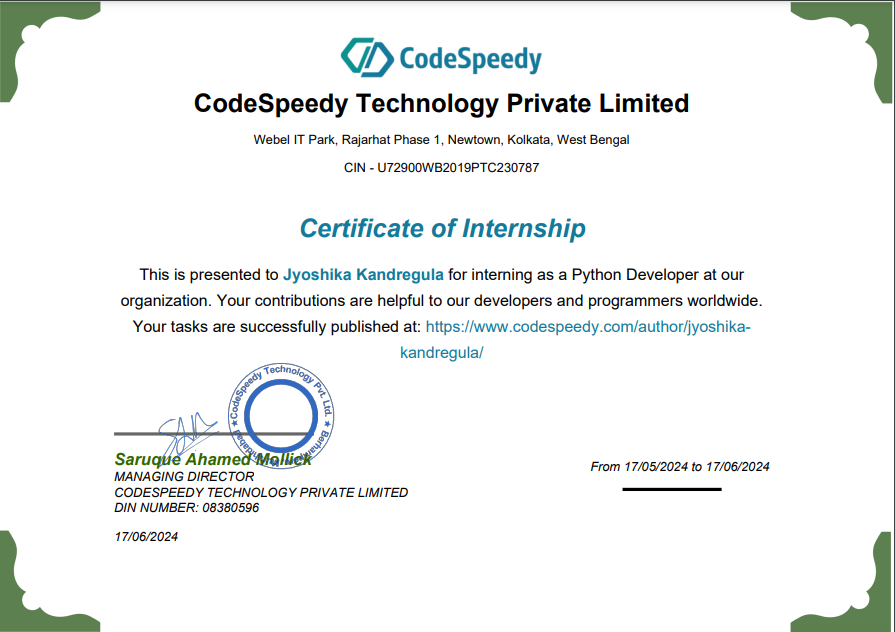 CodeSpeedy
CodeSpeedy Technology Private Limited
Webel IT Park, Rajarhat Phase 1, Newtown, Kolkata, West Bengal
CIN - U72900WB2019PTC230787
Certificate of Internship
This is presented to Jyoshika Kandregula for interning as a Python Developer at our
organization. Your contributions are helpful to our developers and programmers worldwide.
Your tasks are successfully published at: https://www.codespeedy.com/author/jyoshika-
kandregula/
★ CodeSpeedy Technology Pvt. Ltd. ★
Saruque Ahamed Mollick
MANAGING DIRECTOR
CODESPEEDY TECHNOLOGY PRIVATE LIMITED
DIN NUMBER: 08380596
17/06/2024
From 17/05/2024 to 17/06/2024